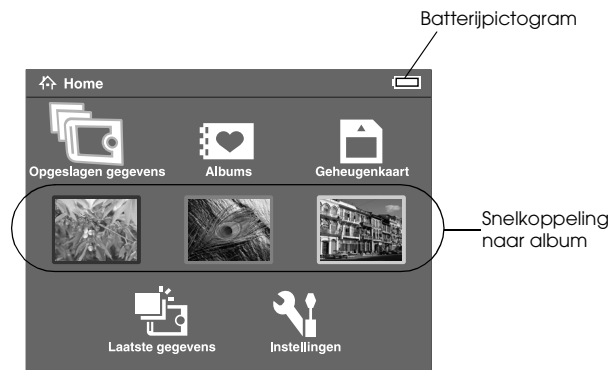 Batterijpictogram
Home
Opgeslagen gegevens
Albums
Geheugenkaart
Snelkoppeling
naar album
Laatste gegevens
Instellingen